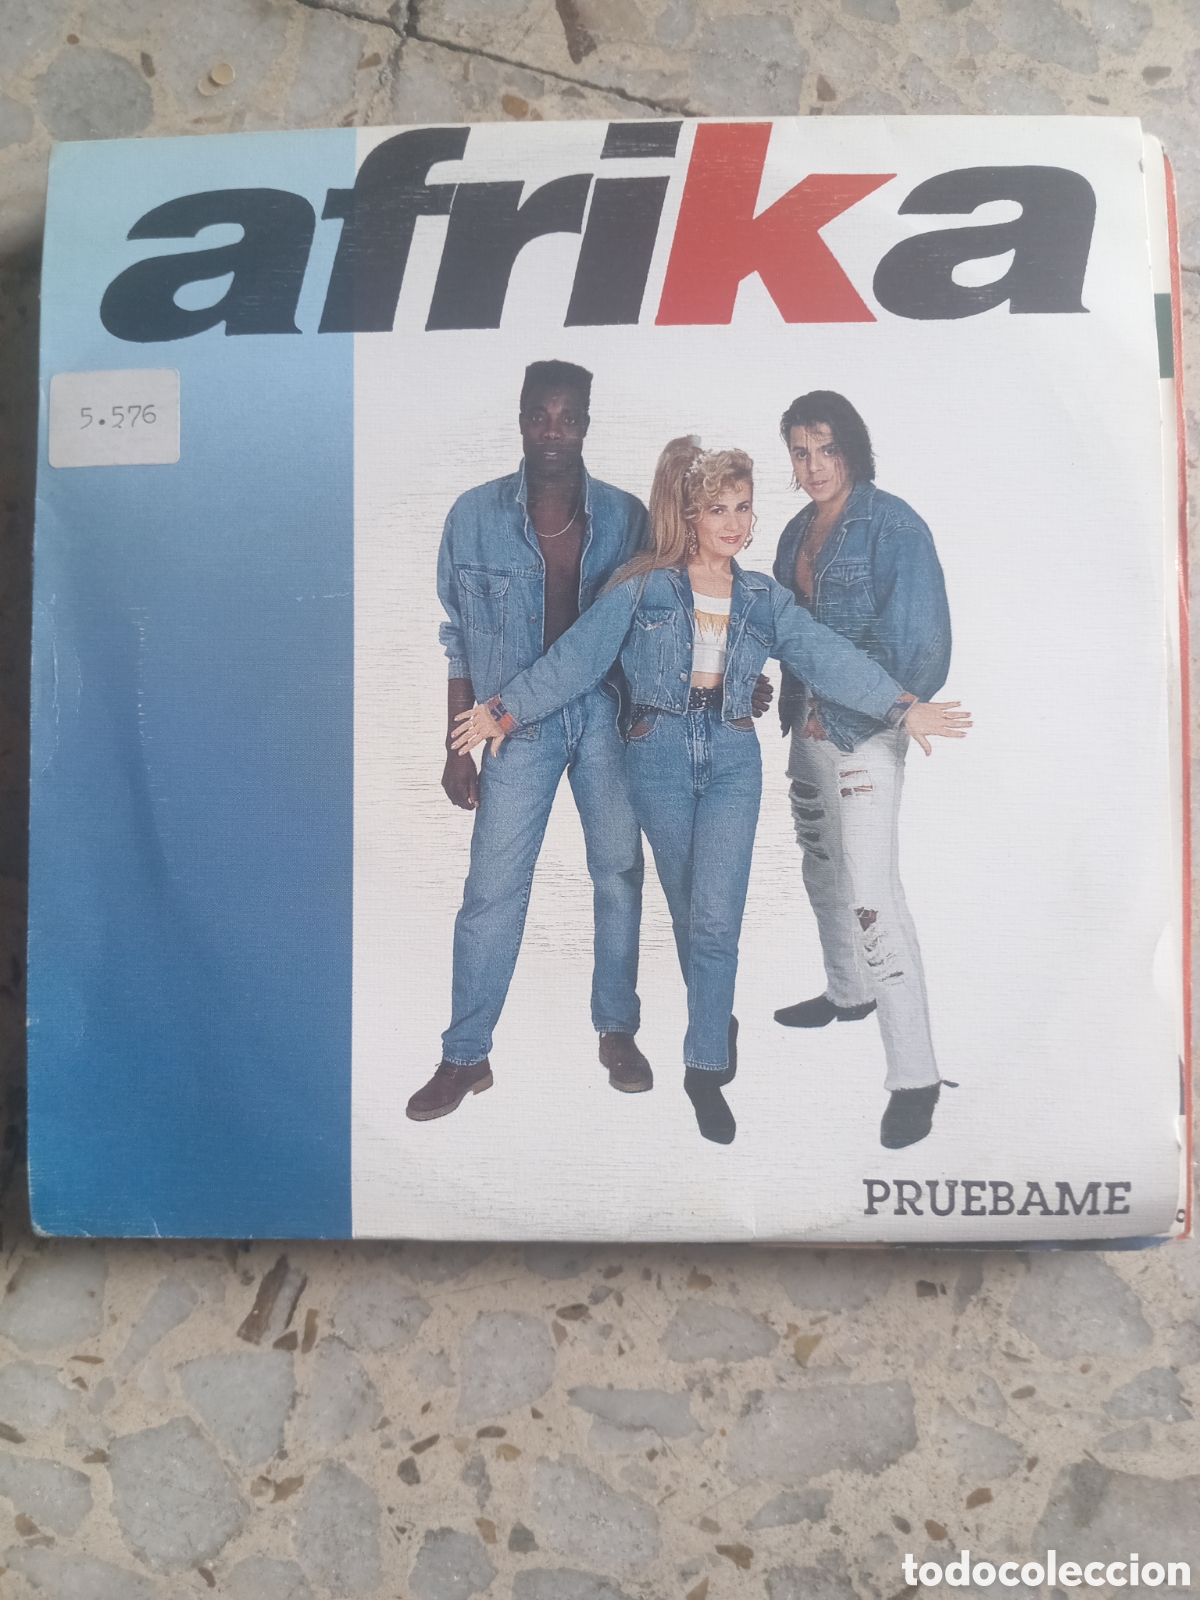 afrika
5.576
PRUEBAME
todocoleccion